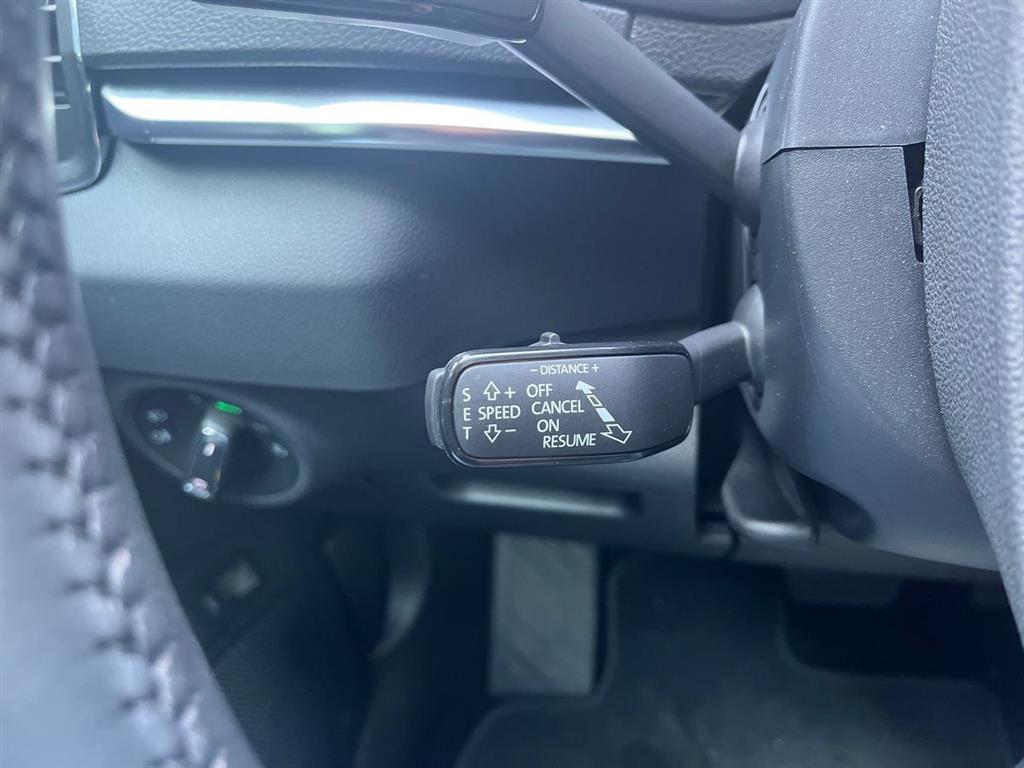 - DISTANCE +
S + OFF
E SPEED CANCEL
T - ON
RESUME